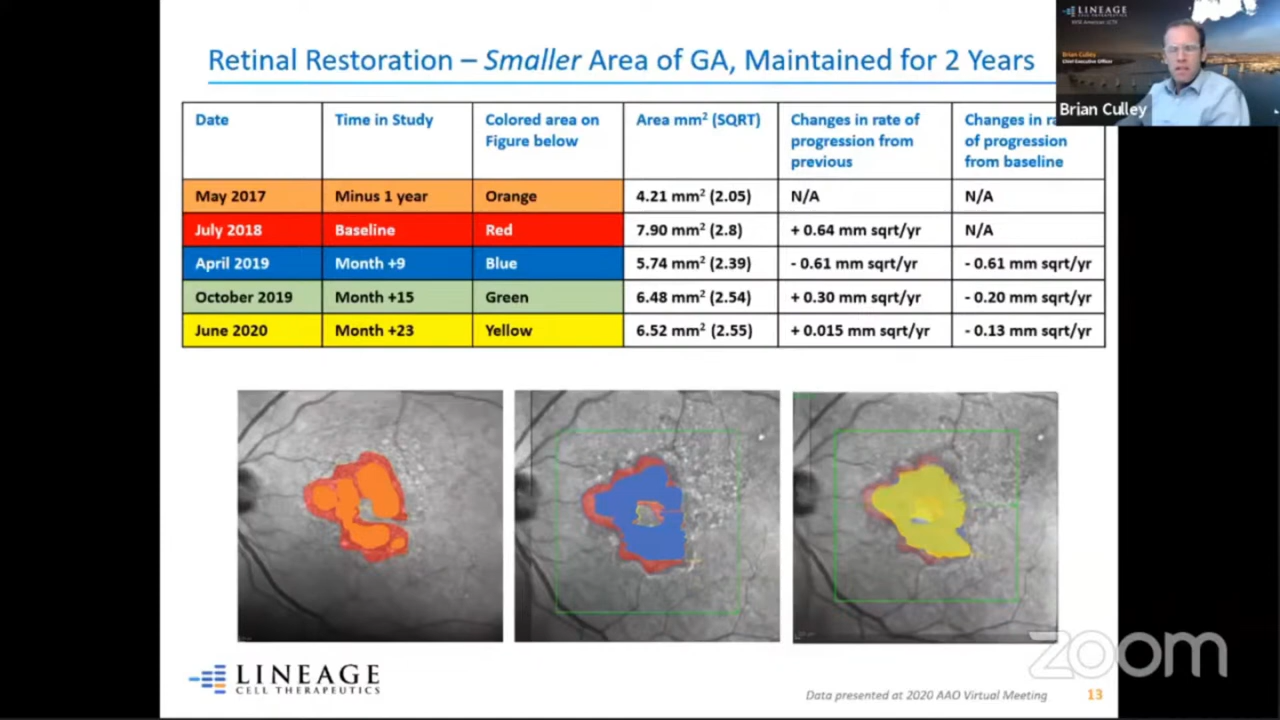 Retinal Restoration – Smaller Area of GA, Maintained for 2 Years
LINEAGE
Brian Culley
Chief Executive Officer
Brian Culley
Date
Time in Study
Colored area on
Figure below
Area mm² (SQRT)
Changes in rate of
progression from
previous
Changes in
of progression
from baseline
May 2017
Minus 1 year
Orange
4.21 mm² (2.05)
N/A
N/A
July 2018
Baseline
Red
7.90 mm² (2.8)
+ 0.64 mm sqrt/yr
N/A
April 2019
Month +9
Blue
5.74 mm² (2.39)
- 0.61 mm sqrt/yr
- 0.61 mm sqrt/yr
October 2019
Month +15
Green
6.48 mm² (2.54)
+ 0.30 mm sqrt/yr
- 0.20 mm sqrt/yr
June 2020
Month +23
Yellow
6.52 mm² (2.55)
+ 0.015 mm sqrt/yr
- 0.13 mm sqrt/yr
LINEAGE
CELL THERAPEUTICS
zoom
Data presented at 2020 AAO Virtual Meeting
13